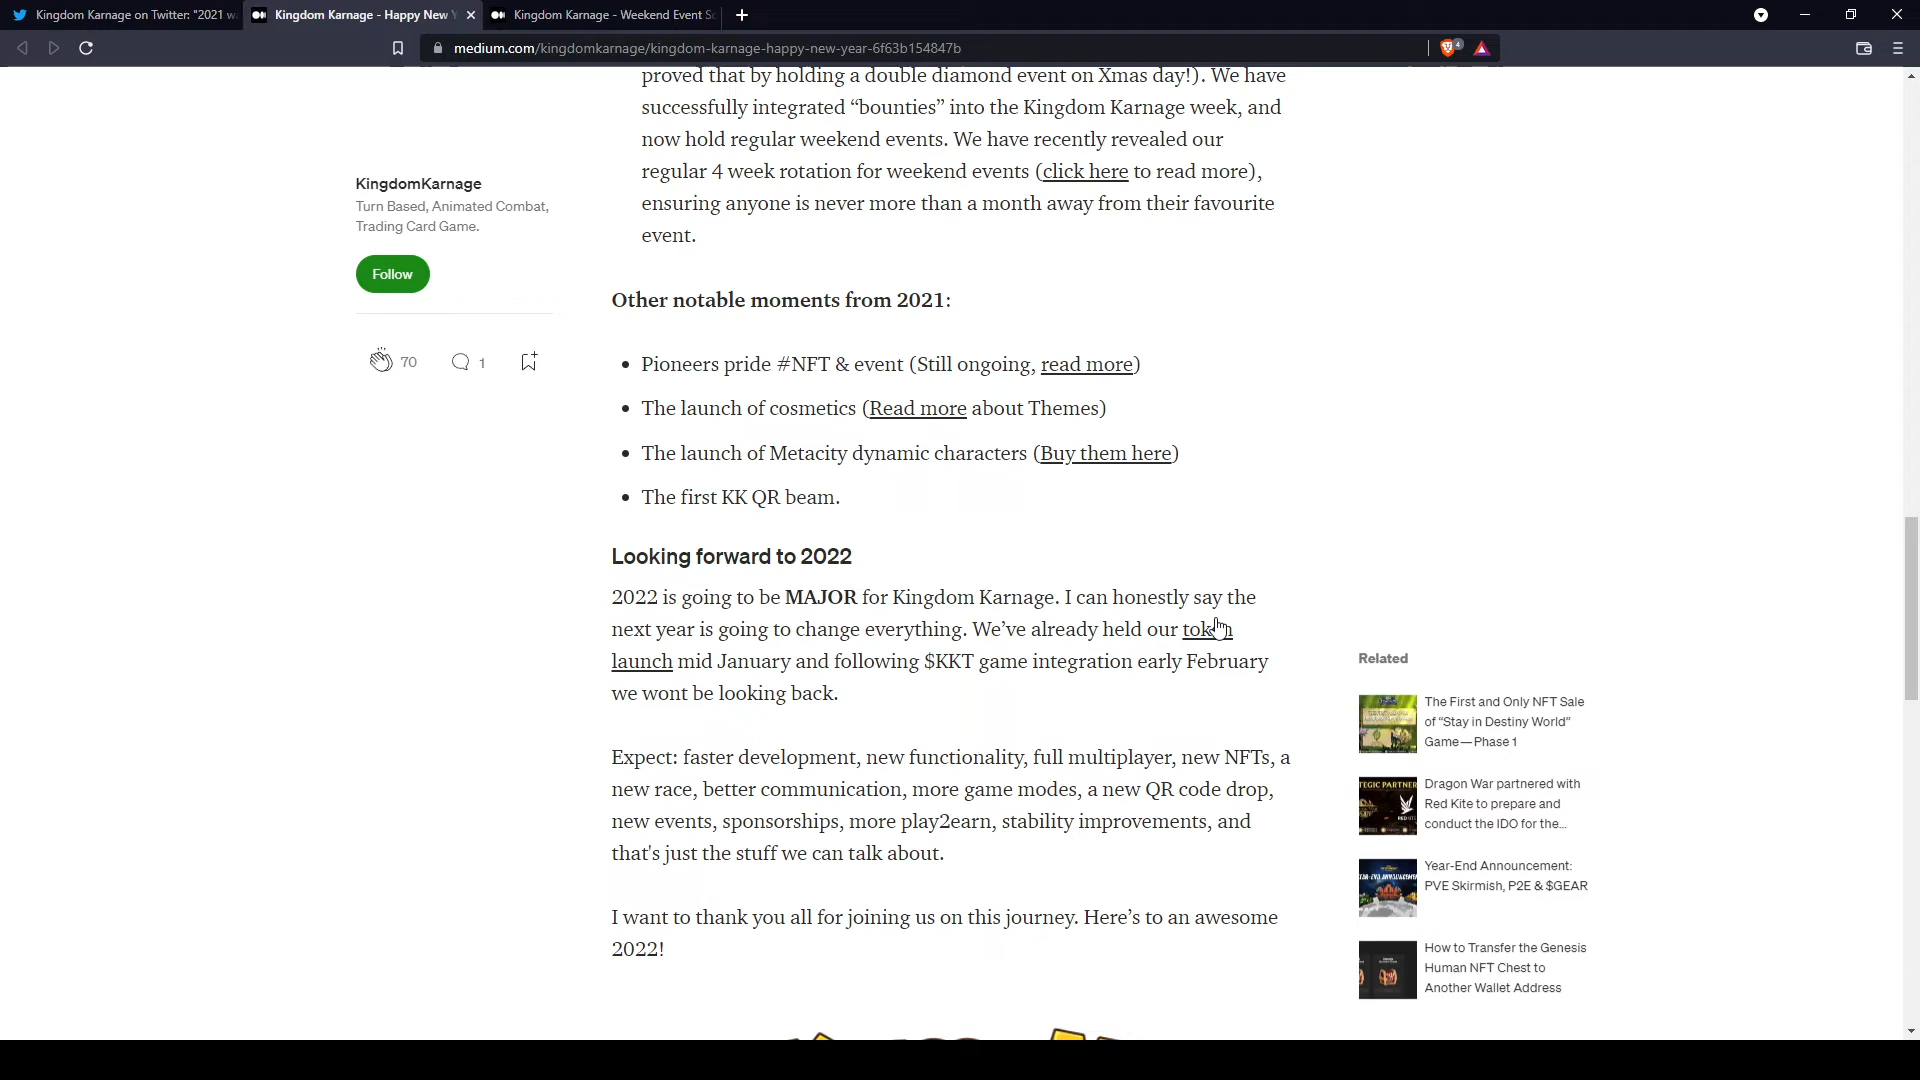 Kingdom Karnage on Twitter: "2021 w
Kingdom Karnage - Happy New Y
Kingdom Karnage - Weekend Event Sc
medium.com/kingdomkarnage/kingdom-karnage-happy-new-year-6f63b154847b
4
proved that by holding a double diamond event on Xmas day!). We have
successfully integrated “bounties” into the Kingdom Karnage week, and
now hold regular weekend events. We have recently revealed our
regular 4 week rotation for weekend events (click here to read more),
ensuring anyone is never more than a month away from their favourite
event.
KingdomKarnage
Turn Based, Animated Combat,
Trading Card Game.
Follow
70
1
Other notable moments from 2021:
• Pioneers pride #NFT & event (Still ongoing, read more)
• The launch of cosmetics (Read more about Themes)
• The launch of Metacity dynamic characters (Buy them here)
• The first KK QR beam.
Looking forward to 2022
2022 is going to be MAJOR for Kingdom Karnage. I can honestly say the
next year is going to change everything. We’ve already held our token
launch mid January and following $KKT game integration early February
we wont be looking back.
Expect: faster development, new functionality, full multiplayer, new NFTs, a
new race, better communication, more game modes, a new QR code drop,
new events, sponsorships, more play2earn, stability improvements, and
that's just the stuff we can talk about.
I want to thank you all for joining us on this journey. Here’s to an awesome
2022!
Related
The First and Only NFT Sale
of “Stay in Destiny World”
Game — Phase 1
Dragon War partnered with
Red Kite to prepare and
conduct the IDO for the...
Year-End Announcement:
PVE Skirmish, P2E & $GEAR
How to Transfer the Genesis
Human NFT Chest to
Another Wallet Address